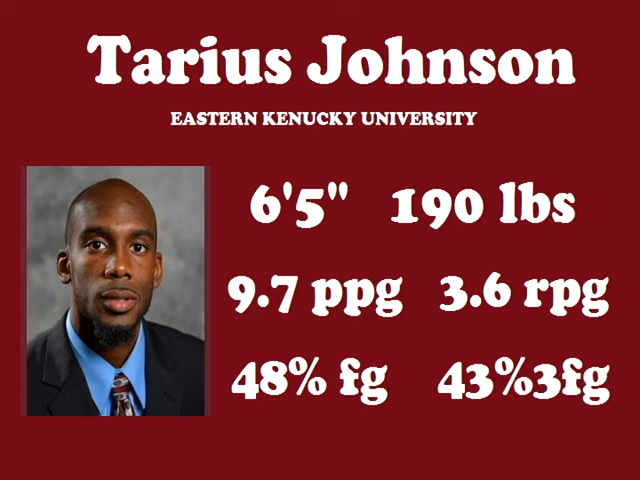 Tarius Johnson
EASTERN KENUCKY UNIVERSITY
6'5" 190 lbs
9.7 ppg 3.6 rpg
48% fg 43%3fg